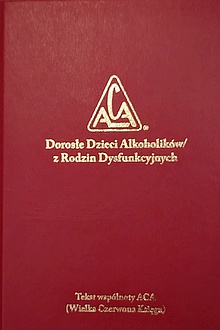 ACA
®
Dorosłe Dzieci Alkoholików/
z Rodzin Dysfunkcyjnych
Tekst wspólnoty ACA
(Wielka Czerwona Księga)